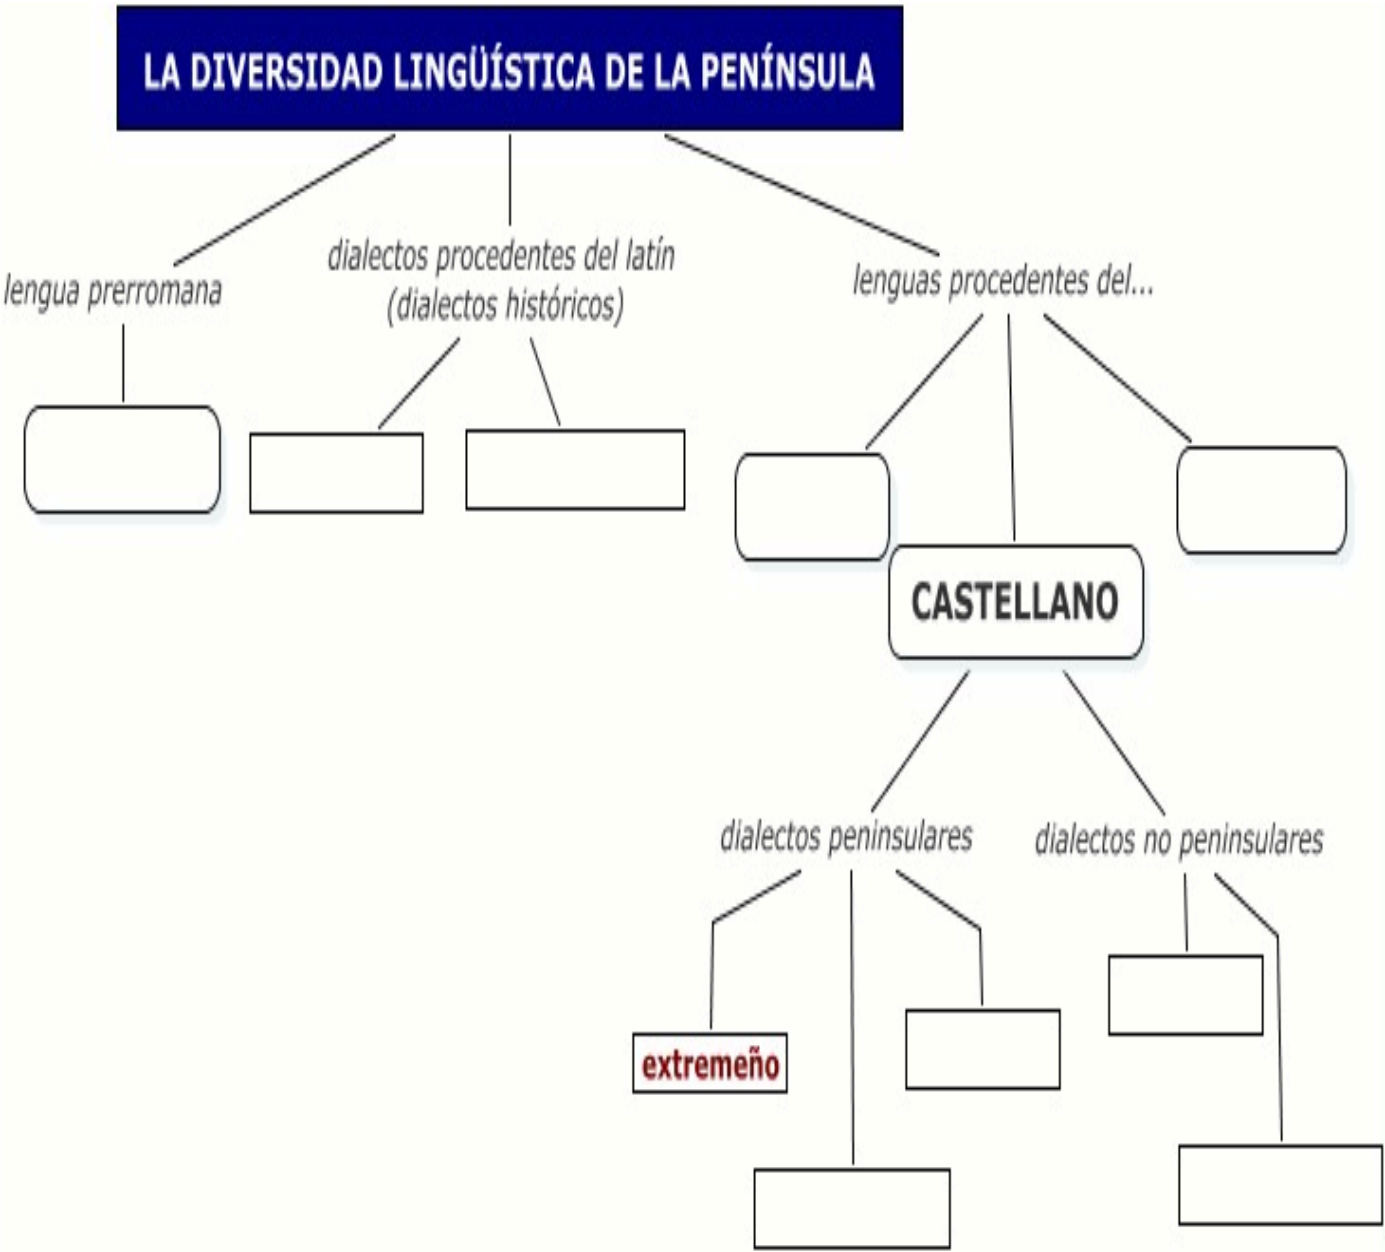 LA DIVERSIDAD LINGÜÍSTICA DE LA PENÍNSULA
lengua prerromana
dialectos procedentes del latín
(dialectos históricos)
lenguas procedentes del...
CASTELLANO
dialectos peninsulares
dialectos no peninsulares
extremeño